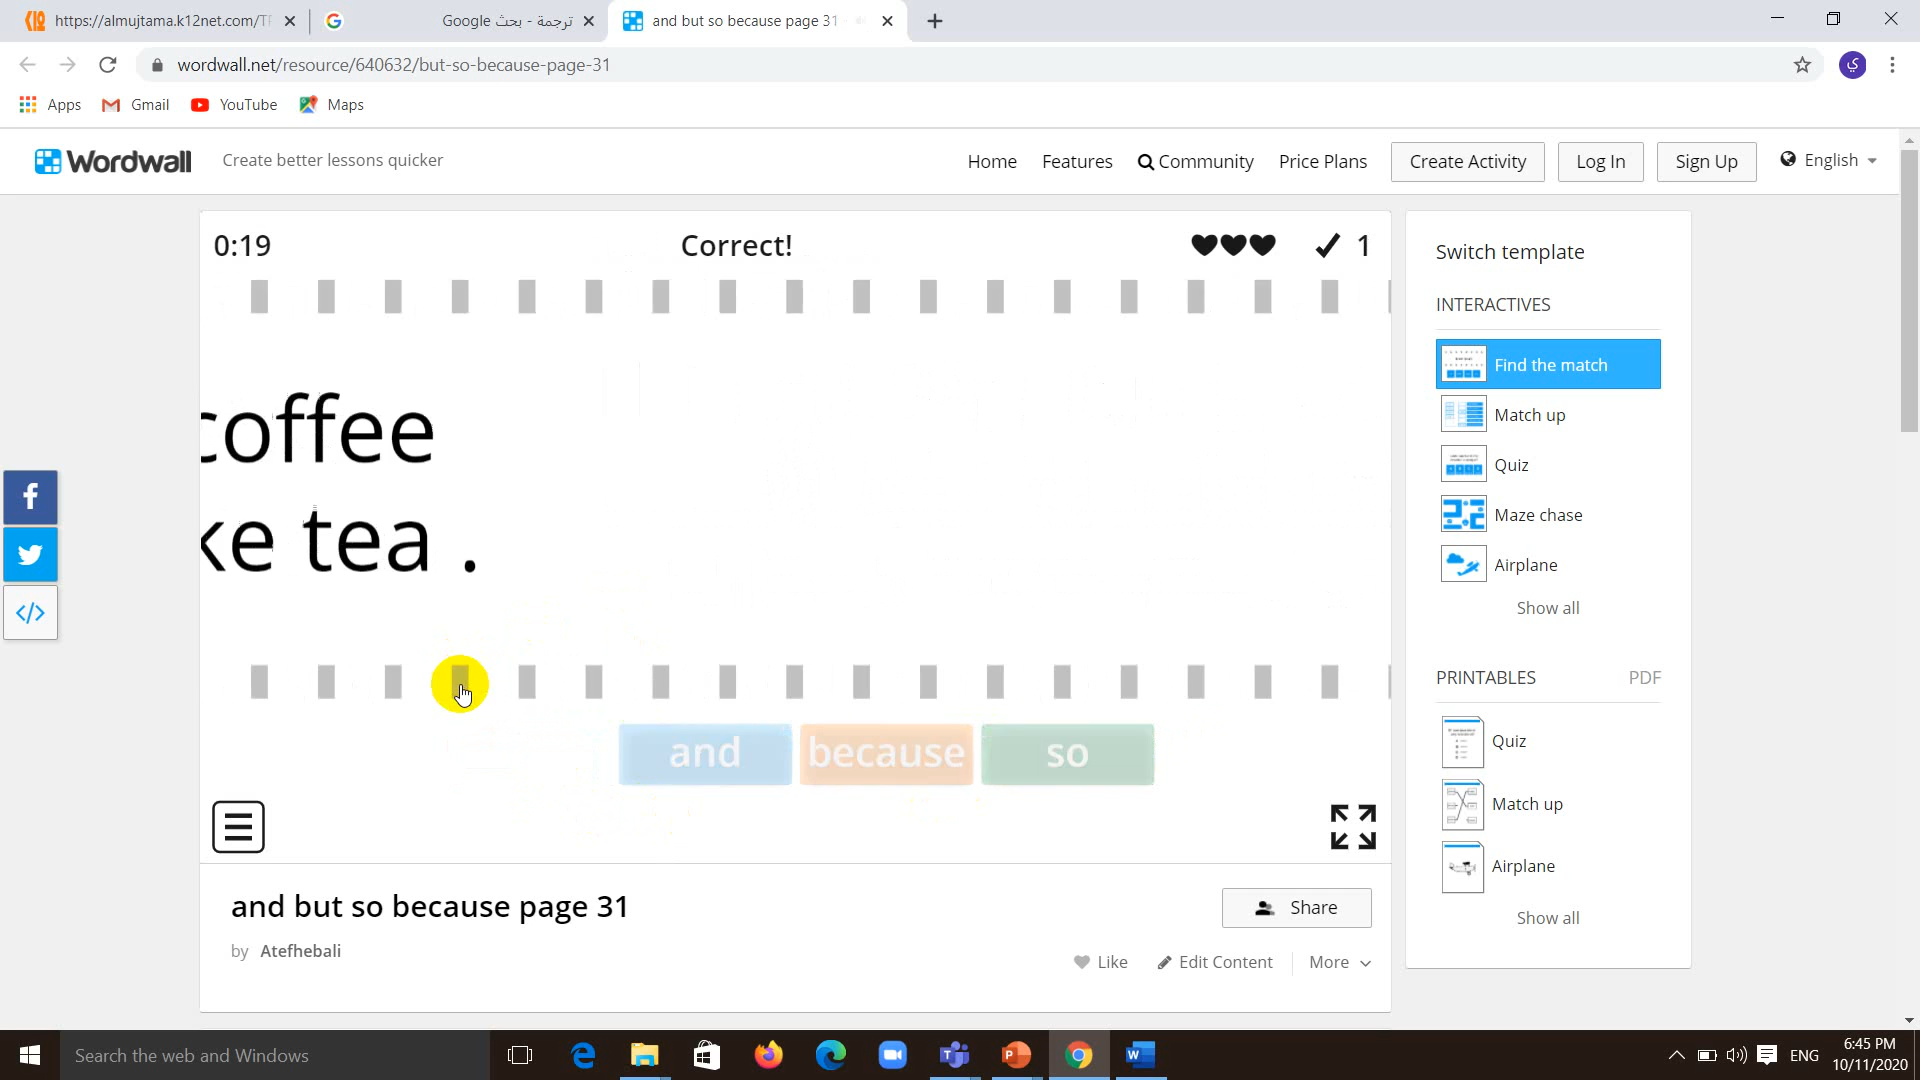 https://almujtama.k12net.com/TF
ترجمة - بحث Google
and but so because page 31
wordwall.net/resource/640632/but-so-because-page-31
ي
Apps
Gmail
YouTube
Maps
Wordwall
Create better lessons quicker
Home
Features
Community
Price Plans
Create Activity
Log In
Sign Up
English
0:19
Correct!
1
coffee
ke tea .
and
because
so
and but so because page 31
by Atefhebali
Share
Like
Edit Content
More
Switch template
INTERACTIVES
Find the match
Match up
Quiz
Maze chase
Airplane
Show all
PRINTABLES
PDF
Quiz
Match up
Airplane
Show all
Search the web and Windows
ENG
6:45 PM
10/11/2020